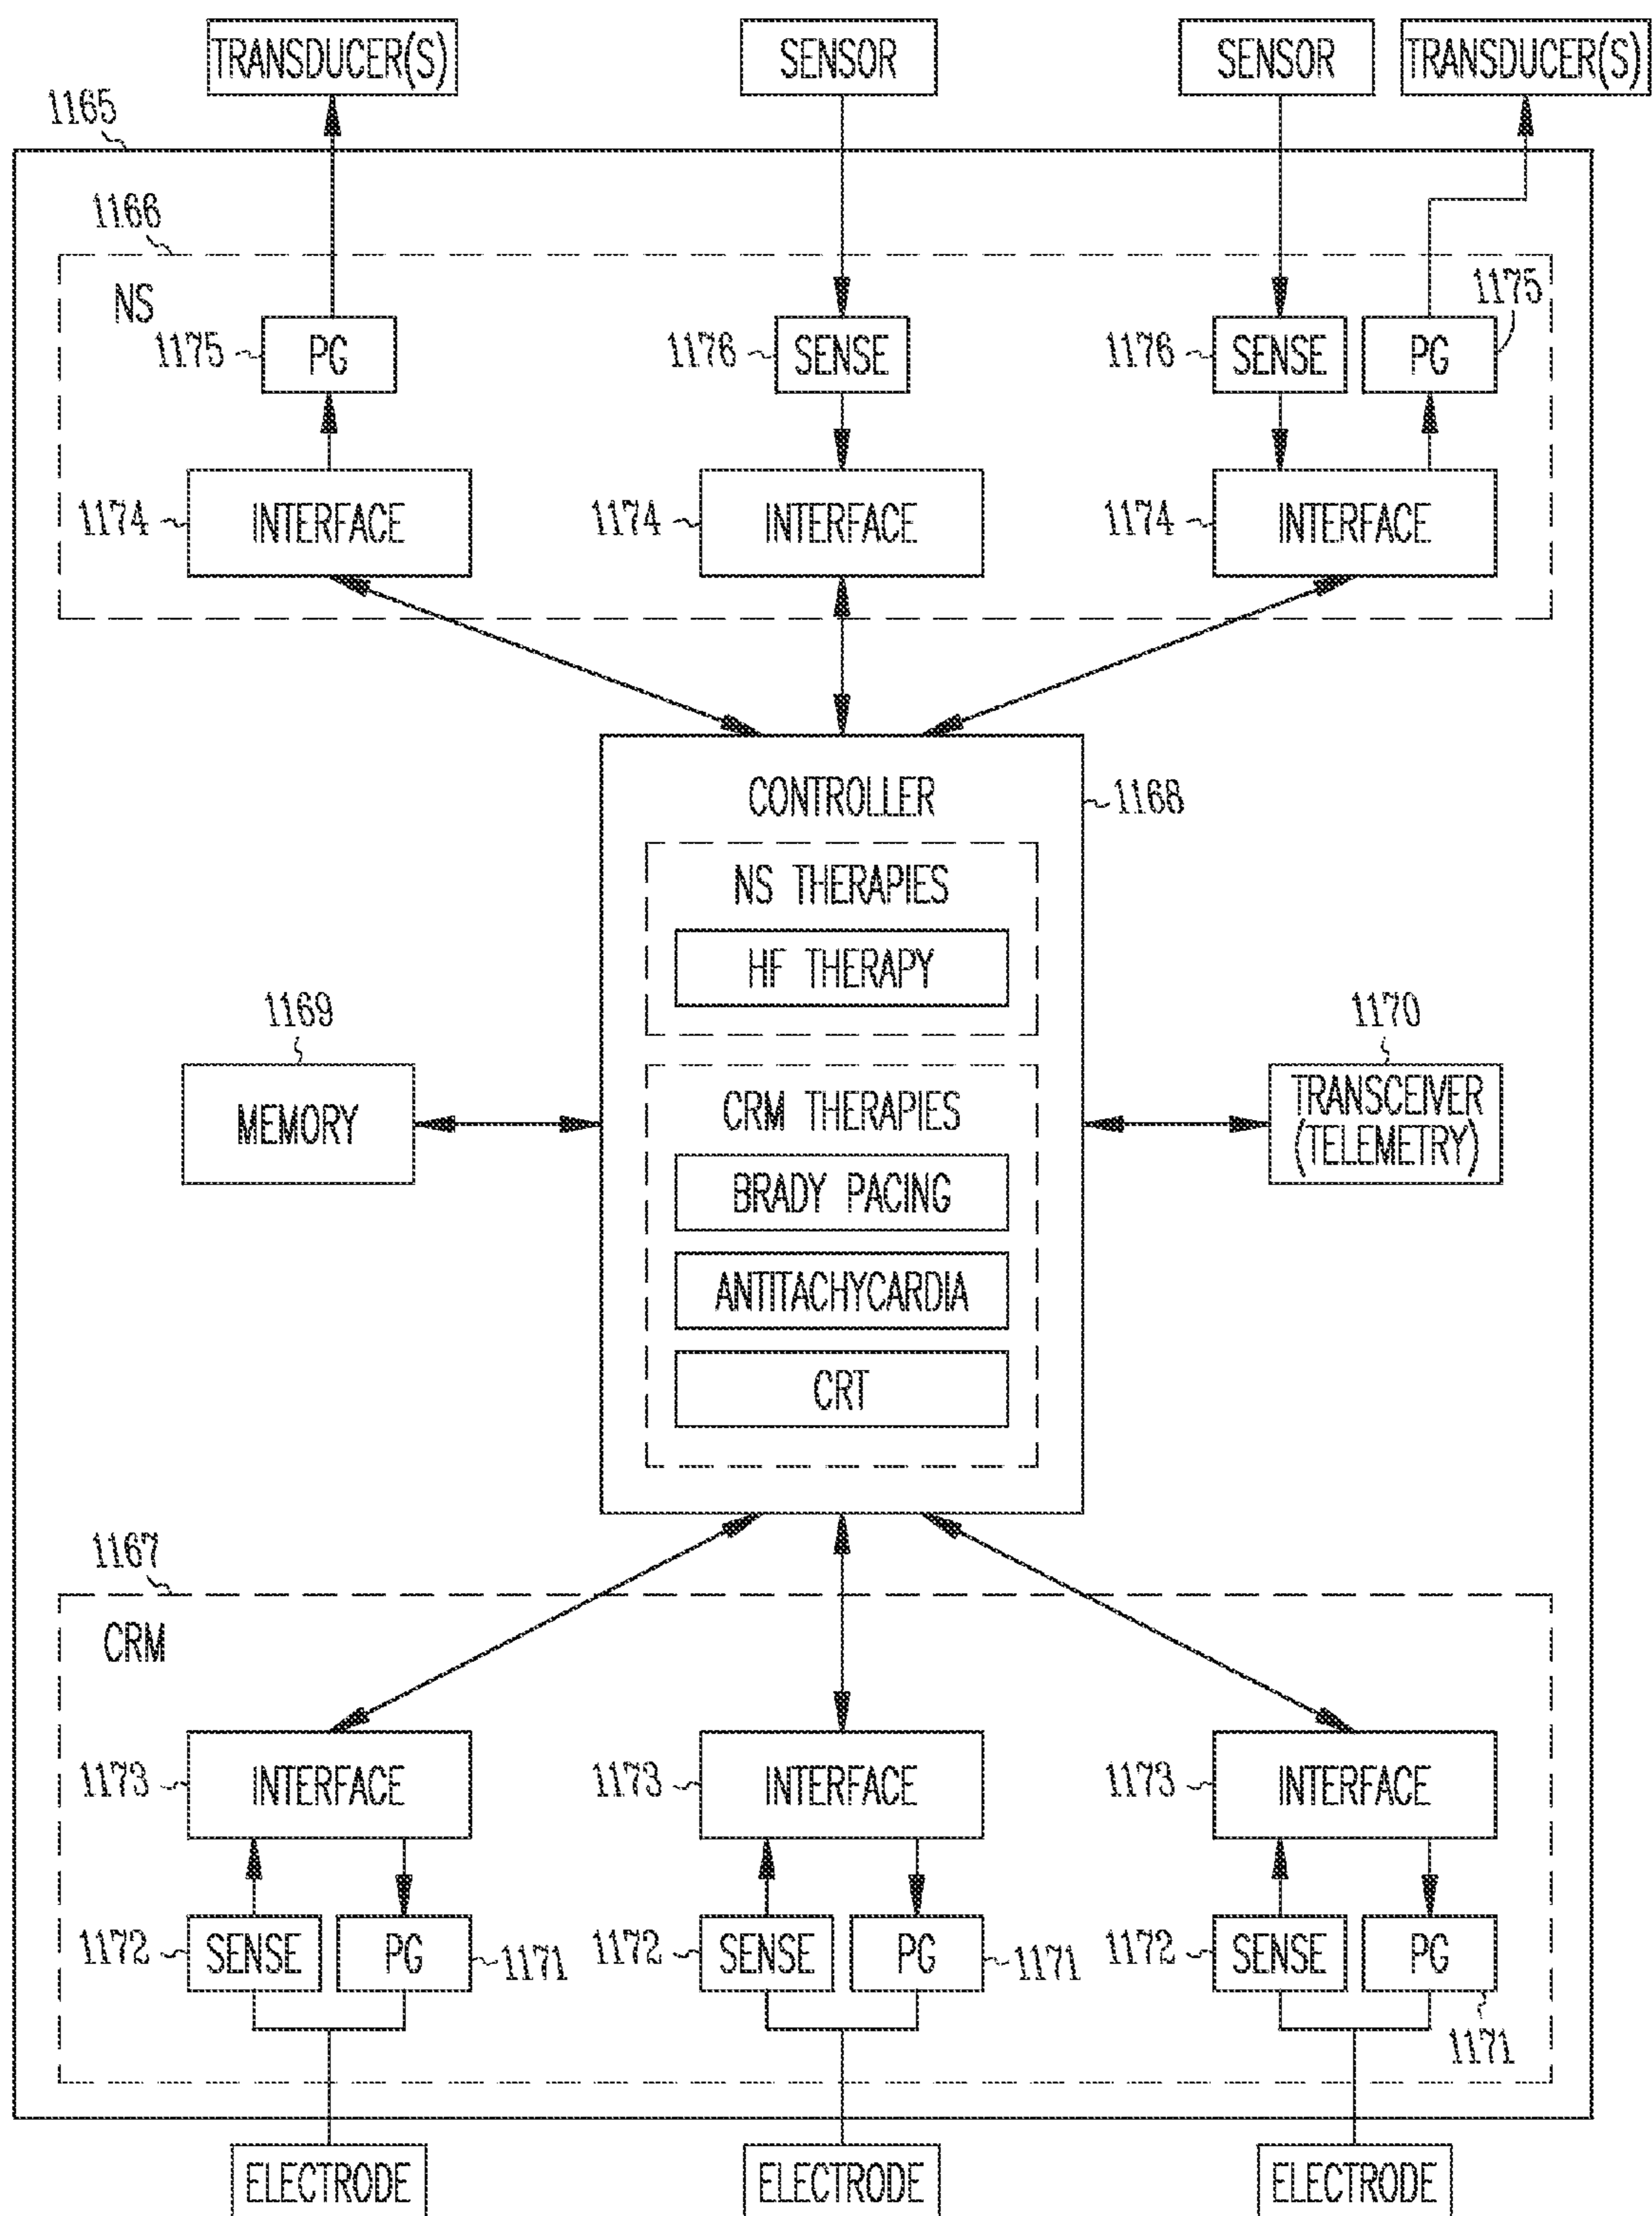 TRANSDUCER(S) SENSOR SENSOR TRANSDUCER(S)
1165
1166
NS
1175
1175 PG 1176 SENSE 1176 SENSE PG
1174 INTERFACE 1174 INTERFACE 1174 INTERFACE
CONTROLLER 1168
NS THERAPIES
HF THERAPY
1169 1170
MEMORY
TRANSCEIVER
(TELEMETRY)
CRM THERAPIES
BRADY PACING
ANTITACHYCARDIA
CRT
1167
CRM
1173 INTERFACE 1173 INTERFACE 1173 INTERFACE
1172 SENSE PG 1171 1172 SENSE PG 1171 1172 SENSE PG
1171
ELECTRODE ELECTRODE ELECTRODE